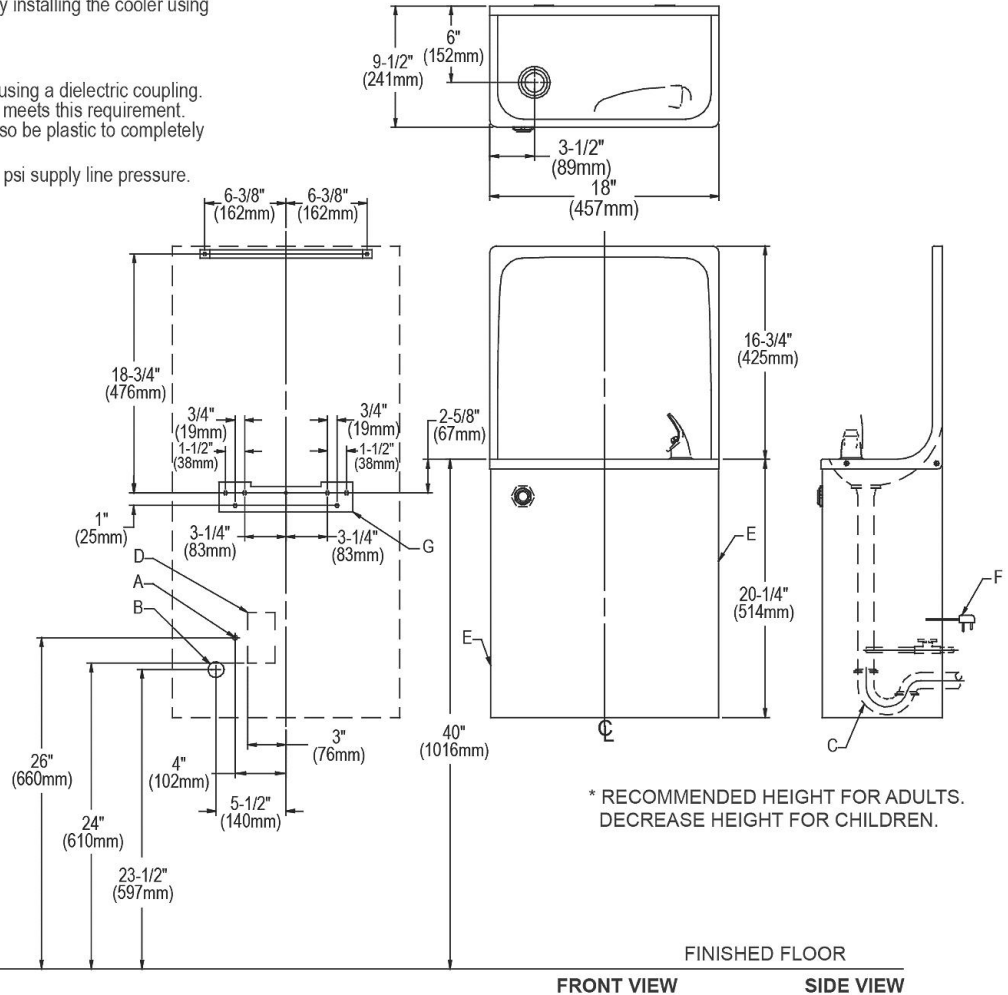 y installing the cooler using
using a dielectric coupling.
meets this requirement.
so be plastic to completely
psi supply line pressure.
6"
(152mm)
9-1/2"
(241mm)
3-1/2"
(89mm)
18"
(457mm)
6-3/8"
(162mm)
6-3/8"
(162mm)
18-3/4"
(476mm)
3/4"
(19mm)
1-1/2"
(38mm)
3/4"
(19mm)
1-1/2"
(38mm)
2-5/8"
(67mm)
16-3/4"
(425mm)
1"
(25mm)
3-1/4"
(83mm)
3-1/4"
(83mm)
G
D
A
B
E
E
20-1/4"
(514mm)
F
C
CL
3"
(76mm)
4"
(102mm)
5-1/2"
(140mm)
40"
(1016mm)
26"
(660mm)
24"
(610mm)
23-1/2"
(597mm)
* RECOMMENDED HEIGHT FOR ADULTS.
DECREASE HEIGHT FOR CHILDREN.
FINISHED FLOOR
FRONT VIEW
SIDE VIEW